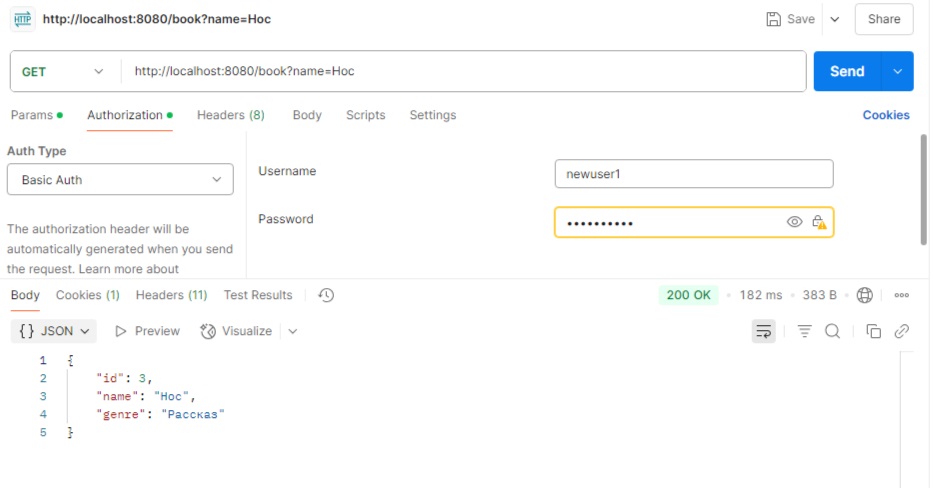 HTTP http://localhost:8080/book?name=Нос Save Share
GET http://localhost:8080/book?name=Нос Send
Params Authorization Headers (8) Body Scripts Settings Cookies
Auth Type
Basic Auth
The authorization header will be
automatically generated when you send
the request. Learn more about
Username newuser1
Password ••••••••••
Body Cookies (1) Headers (11) Test Results 200 OK • 182 ms • 383 B
{} JSON Preview Visualize
1 {
2 "id": 3,
3 "name": "Нос",
4 "genre": "Рассказ"
5 }